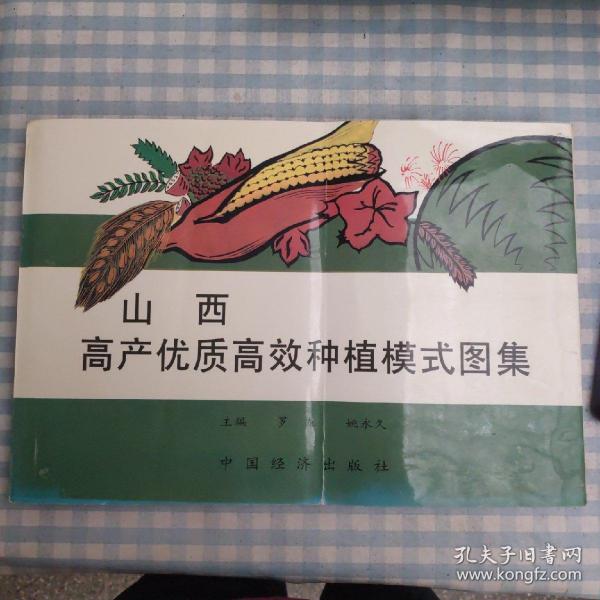 山西
高产优质高效种植模式图集
主编 罗 姚永久
中国经济出版社
孔夫子旧书网
www.kongfz.com